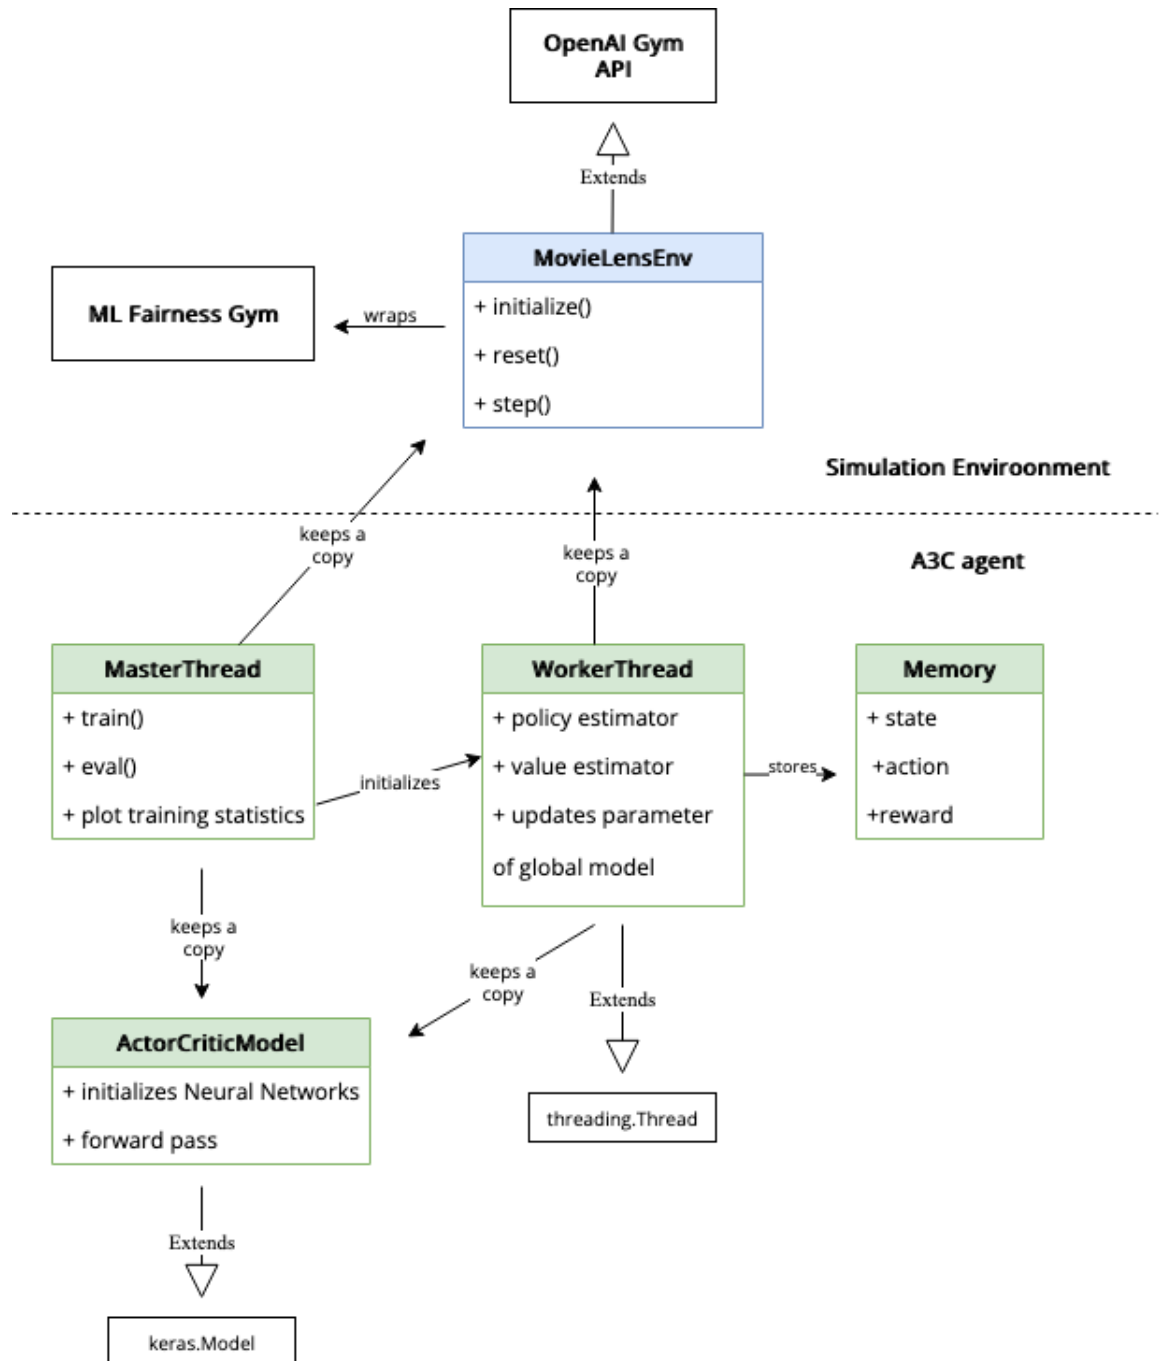 OpenAI Gym
API
Extends
MovieLensEnv
+ initialize()
+ reset()
+ step()
ML Fairness Gym
wraps
Simulation Enviroonment
keeps a
copy
keeps a
copy
A3C agent
MasterThread
+ train()
+ eval()
+ plot training statistics
initializes
WorkerThread
+ policy estimator
+ value estimator
+ updates parameter
of global model
stores
Memory
+ state
+action
+reward
keeps a
copy
keeps a
copy
Extends
threading.Thread
ActorCriticModel
+ initializes Neural Networks
+ forward pass
Extends
keras.Model